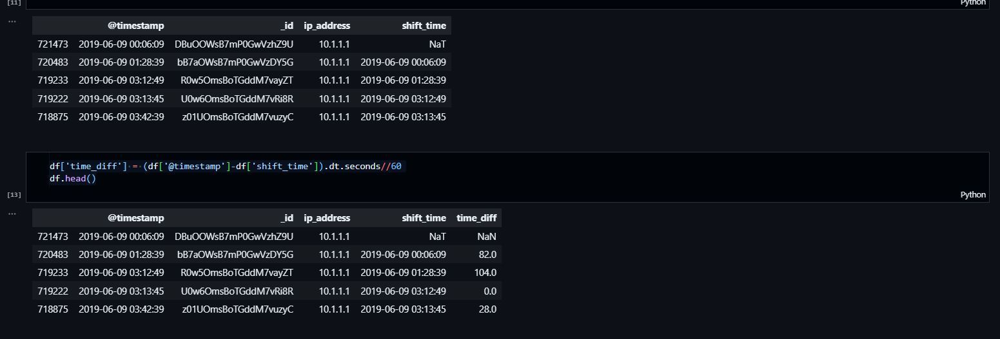 [11]
Python
...
@timestamp _id ip_address shift_time
721473 2019-06-09 00:06:09 DBuOOWsB7mP0GwVzhZ9U 10.1.1.1 NaT
720483 2019-06-09 01:28:39 bB7aOWsB7mP0GwVzDY5G 10.1.1.1 2019-06-09 00:06:09
719233 2019-06-09 03:12:49 R0w5OmsBoTGddM7vayZT 10.1.1.1 2019-06-09 01:28:39
719222 2019-06-09 03:13:45 U0w6OmsBoTGddM7vRi8R 10.1.1.1 2019-06-09 03:12:49
718875 2019-06-09 03:42:39 z01UOmsBoTGddM7vuzyC 10.1.1.1 2019-06-09 03:13:45
df['time_diff'] = (df['@timestamp']-df['shift_time']).dt.seconds//60
df.head()
[13]
Python
...
@timestamp _id ip_address shift_time time_diff
721473 2019-06-09 00:06:09 DBuOOWsB7mP0GwVzhZ9U 10.1.1.1 NaT NaN
720483 2019-06-09 01:28:39 bB7aOWsB7mP0GwVzDY5G 10.1.1.1 2019-06-09 00:06:09 82.0
719233 2019-06-09 03:12:49 R0w5OmsBoTGddM7vayZT 10.1.1.1 2019-06-09 01:28:39 104.0
719222 2019-06-09 03:13:45 U0w6OmsBoTGddM7vRi8R 10.1.1.1 2019-06-09 03:12:49 0.0
718875 2019-06-09 03:42:39 z01UOmsBoTGddM7vuzyC 10.1.1.1 2019-06-09 03:13:45 28.0